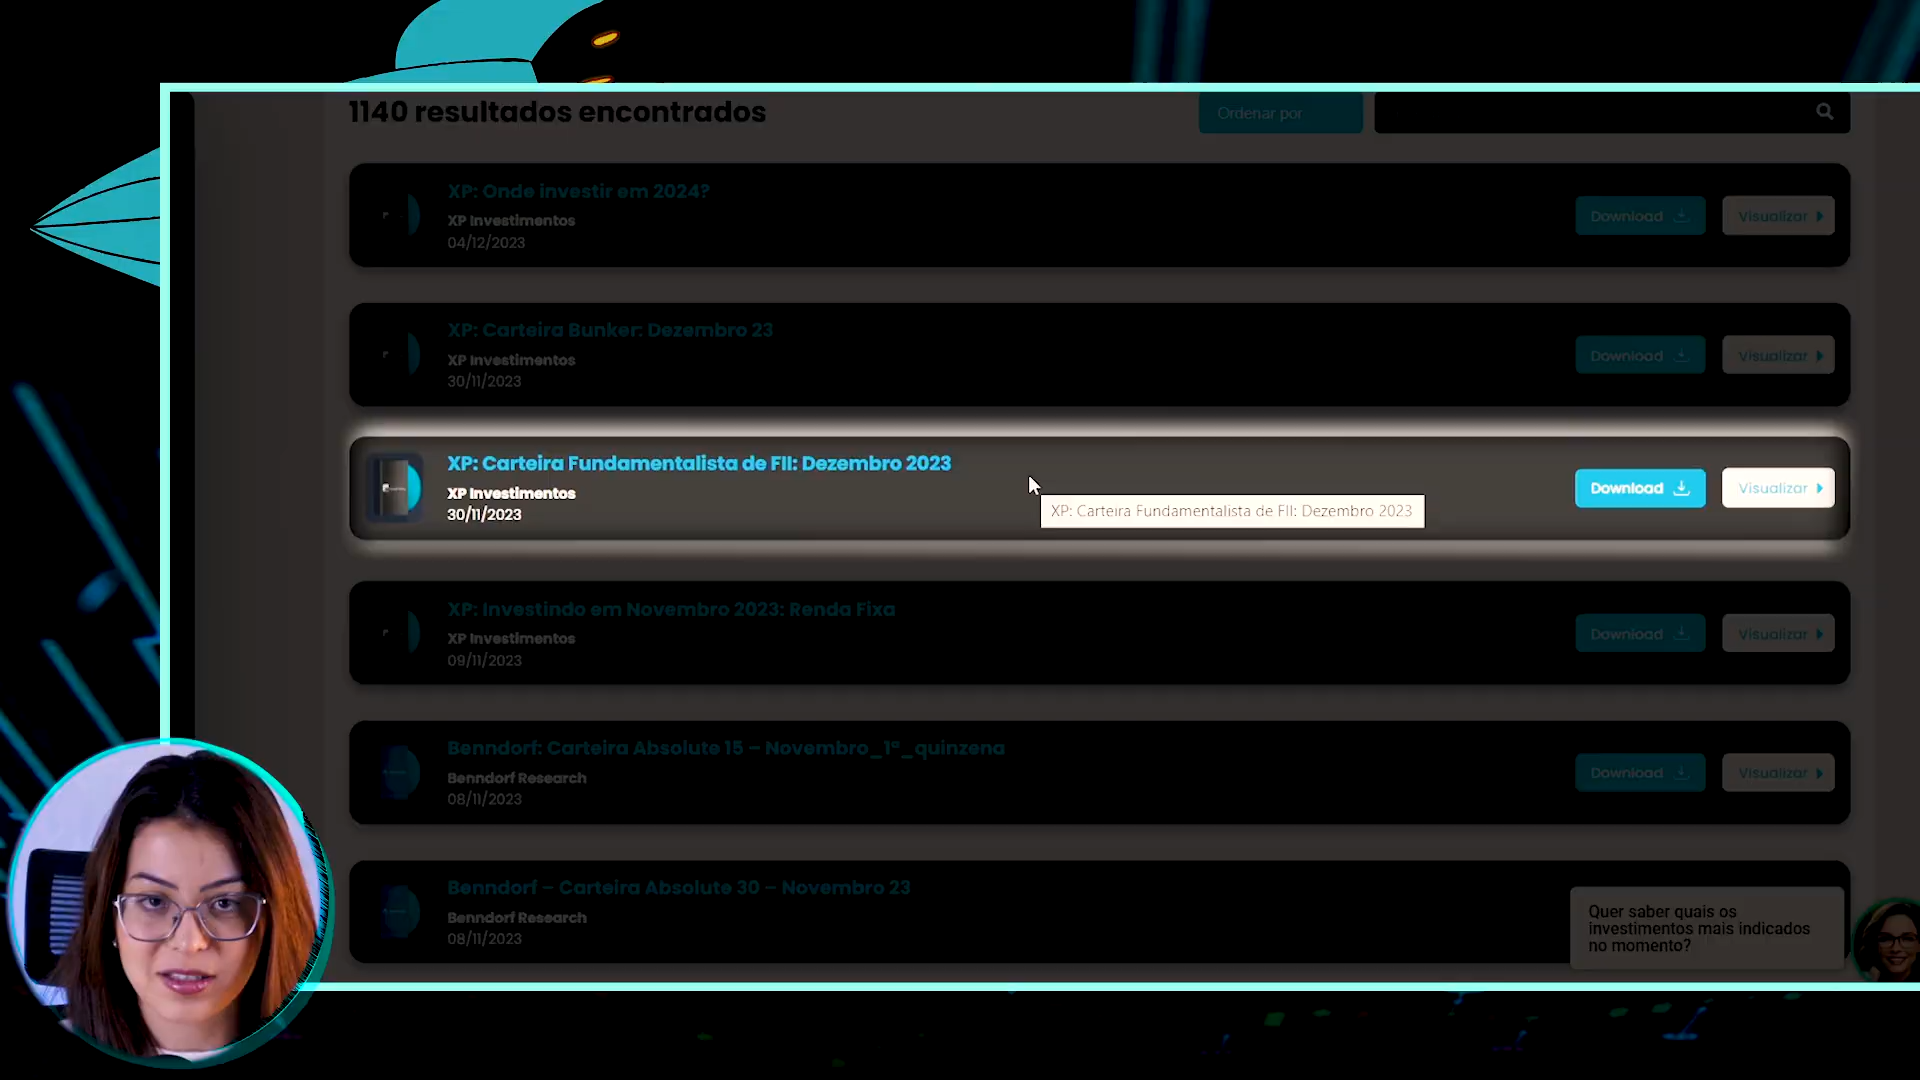 1140 resultados encontrados
Ordenar por
XP: Onde investir em 2024?
XP Investimentos
04/12/2023
Download
Visualizar
XP: Carteira Bunker: Dezembro 23
XP Investimentos
30/11/2023
Download
Visualizar
XP: Carteira Fundamentalista de FII: Dezembro 2023
XP Investimentos
30/11/2023
XP: Carteira Fundamentalista de FII: Dezembro 2023
Download
Visualizar
XP: Investindo em Novembro 2023: Renda Fixa
XP Investimentos
09/11/2023
Download
Visualizar
Benndorf: Carteira Absolute 15 – Novembro_1ª_quinzena
Benndorf Research
08/11/2023
Download
Visualizar
Benndorf – Carteira Absolute 30 – Novembro 23
Benndorf Research
08/11/2023
Quer saber quais os
investimentos mais indicados
no momento?